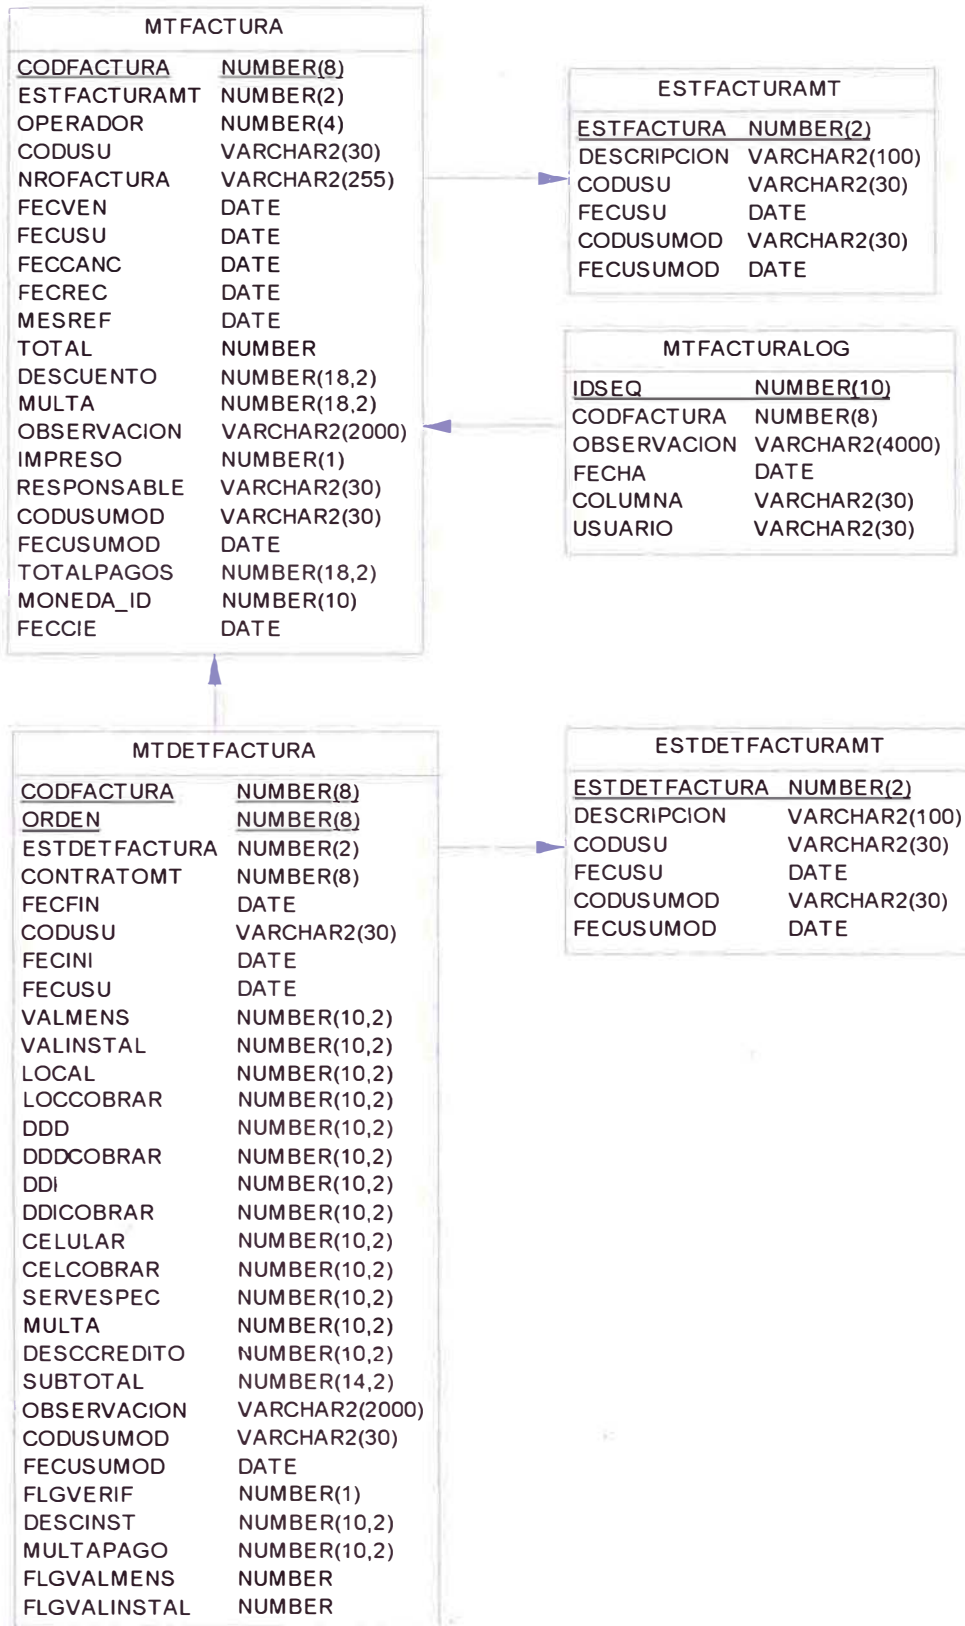 MTFACTURA
CODFACTURA NUMBER(8)
ESTFACTURAMT NUMBER(2)
OPERADOR NUMBER(4)
CODUSU VARCHAR2(30)
NROFACTURA VARCHAR2(255)
FECVEN DATE
FECUSU DATE
FECCANC DATE
FECREC DATE
MESREF DATE
TOTAL NUMBER
DESCUENTO NUMBER(18,2)
MULTA NUMBER(18,2)
OBSERVACION VARCHAR2(2000)
IMPRESO NUMBER(1)
RESPONSABLE VARCHAR2(30)
CODUSUMOD VARCHAR2(30)
FECUSUMOD DATE
TOTALPAGOS NUMBER(18,2)
MONEDA_ID NUMBER(10)
FECCIE DATE
ESTFACTURAMT
ESTFACTURA NUMBER(2)
DESCRIPCION VARCHAR2(100)
CODUSU VARCHAR2(30)
FECUSU DATE
CODUSUMOD VARCHAR2(30)
FECUSUMOD DATE
MTFACTURALOG
IDSEQ NUMBER(10)
CODFACTURA NUMBER(8)
OBSERVACION VARCHAR2(4000)
FECHA DATE
COLUMNA VARCHAR2(30)
USUARIO VARCHAR2(30)
MTDETFACTURA
CODFACTURA NUMBER(8)
ORDEN NUMBER(8)
ESTDETFACTURA NUMBER(2)
CONTRATOMT NUMBER(8)
FECFIN DATE
CODUSU VARCHAR2(30)
FECINI DATE
FECUSU DATE
VALMENS NUMBER(10,2)
VALINSTAL NUMBER(10,2)
LOCAL NUMBER(10,2)
LOCCOBRAR NUMBER(10,2)
DDD NUMBER(10,2)
DDDCOBRAR NUMBER(10,2)
DDI NUMBER(10,2)
DDICOBRAR NUMBER(10,2)
CELULAR NUMBER(10,2)
CELCOBRAR NUMBER(10,2)
SERVESPEC NUMBER(10,2)
MULTA NUMBER(10,2)
DESCCREDITO NUMBER(10,2)
SUBTOTAL NUMBER(14,2)
OBSERVACION VARCHAR2(2000)
CODUSUMOD VARCHAR2(30)
FECUSUMOD DATE
FLGVERIF NUMBER(1)
DESCINST NUMBER(10,2)
MULTAPAGO NUMBER(10,2)
FLGVALMENS NUMBER
FLGVALINSTAL NUMBER
ESTDETFACTURAMT
ESTDETFACTURA NUMBER(2)
DESCRIPCION VARCHAR2(100)
CODUSU VARCHAR2(30)
FECUSU DATE
CODUSUMOD VARCHAR2(30)
FECUSUMOD DATE